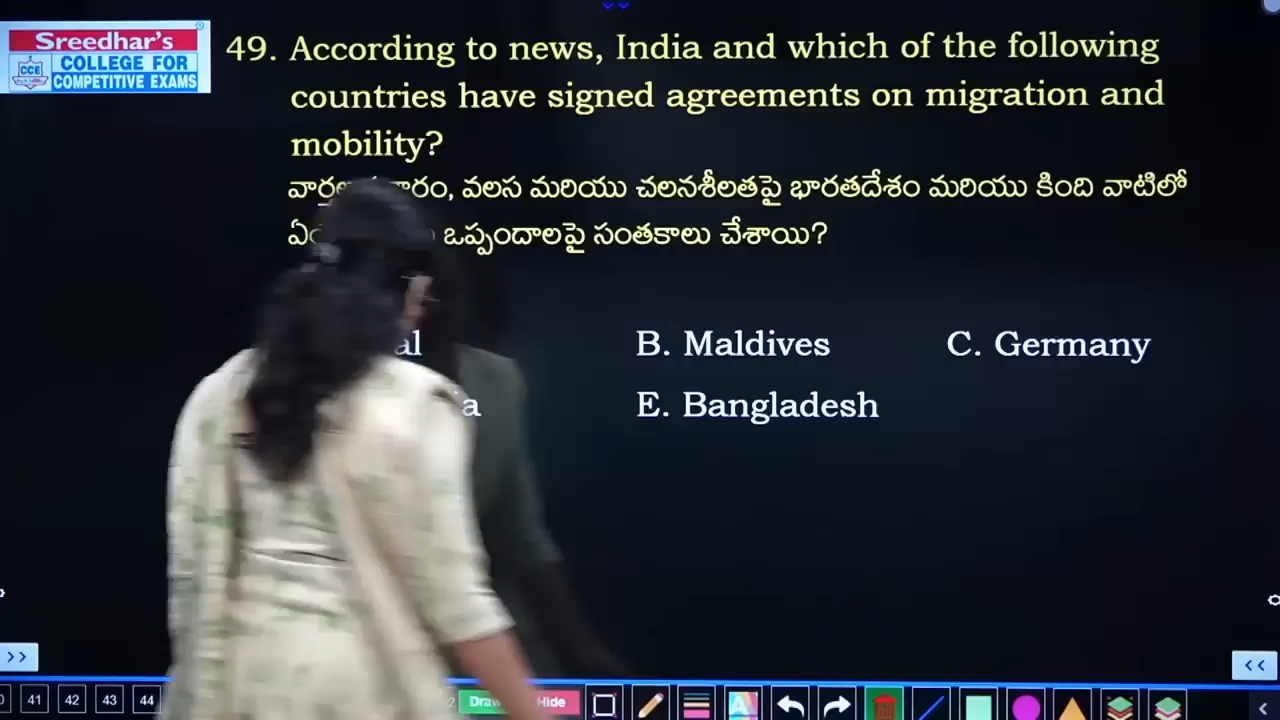 Sreedhar's
CCE
COLLEGE FOR
COMPETITIVE EXAMS
49. According to news, India and which of the following
countries have signed agreements on migration and
mobility?
వలస మరియు చలనశీలతపై భారతదేశం మరియు కింది వాటిలో
ఒప్పందాలపై సంతకాలు చేశాయి?
B. Maldives C. Germany
E. Bangladesh
41 42 43 44
Hide